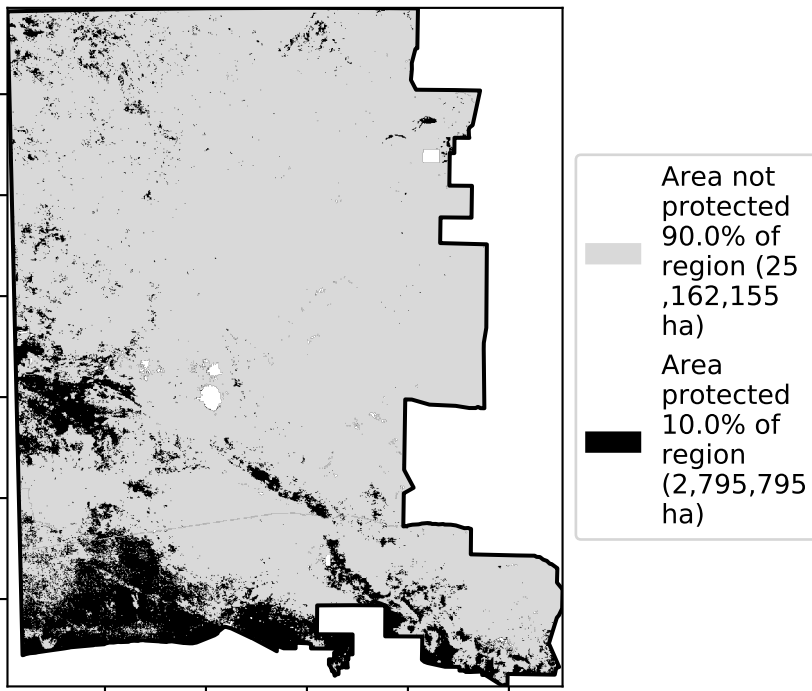 Area not
protected
90.0% of
region (25
,162,155
ha)
Area
protected
10.0% of
region
(2,795,795
ha)